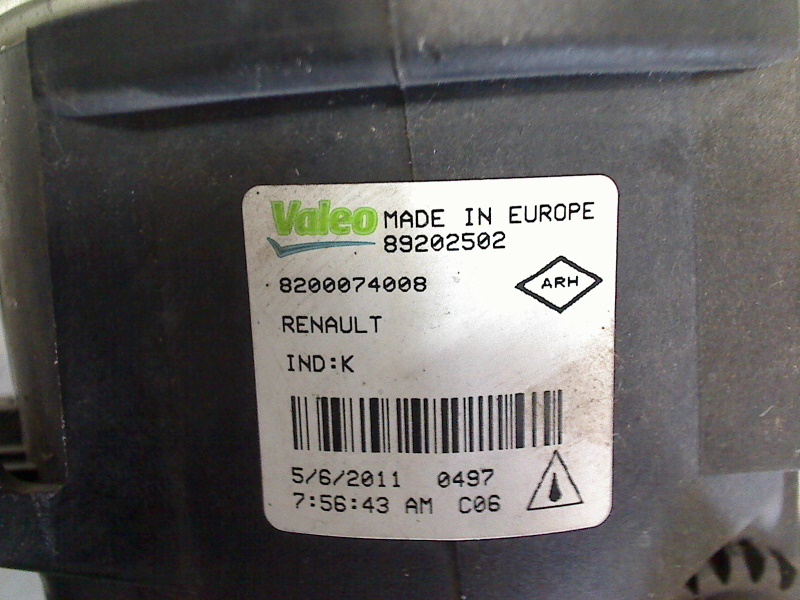 Valeo MADE IN EUROPE
89202502
8200074008
ARH
RENAULT
IND:K
5/6/2011 0497
7:56:43 AM C06